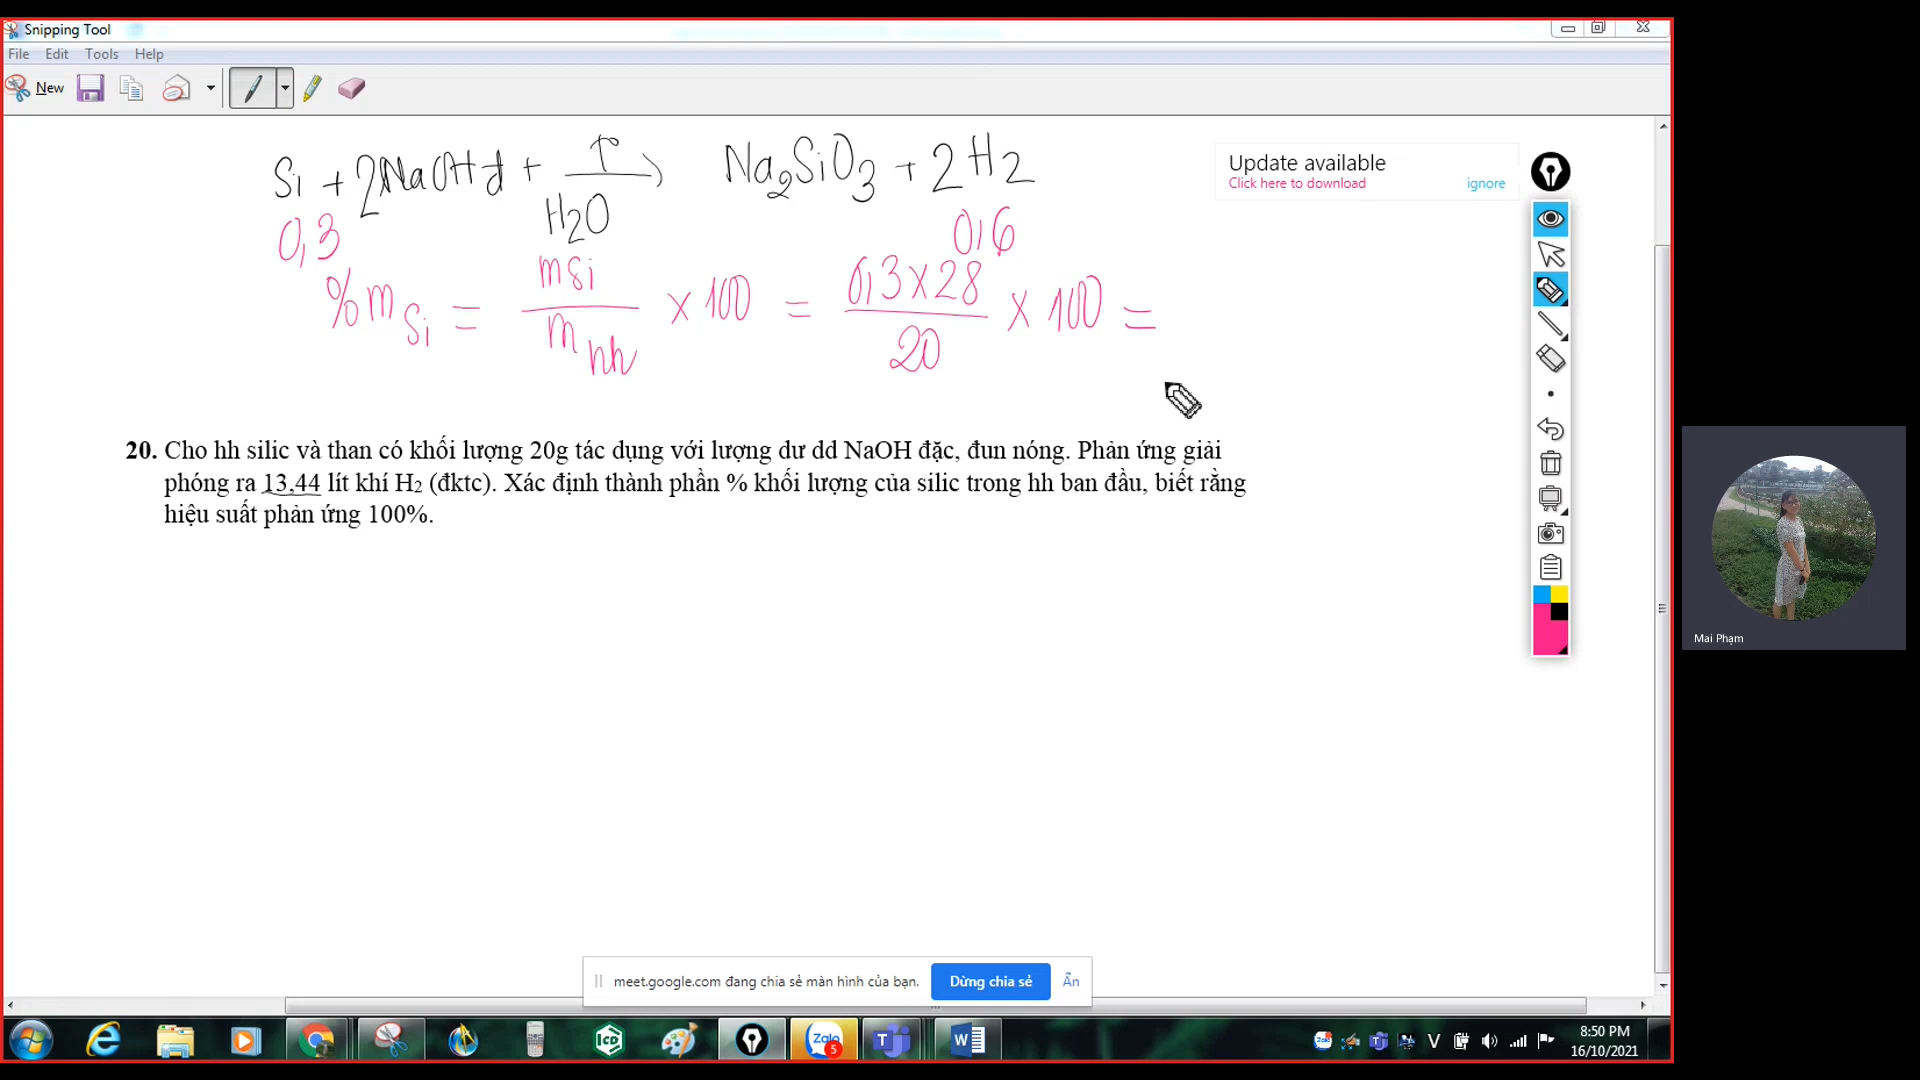 Snipping Tool
File Edit Tools Help
New
Si + 2NaOHđ + t° H2O → Na2SiO3 + 2H2
0,3 0,6
%mSi = mSi / mhh × 100 = 0,3 × 28 / 20 × 100 =
Update available
Click here to download ignore
20. Cho hh silic và than có khối lượng 20g tác dụng với lượng dư dd NaOH đặc, đun nóng. Phản ứng giải
phóng ra 13,44 lít khí H2 (đktc). Xác định thành phần % khối lượng của silic trong hh ban đầu, biết rằng
hiệu suất phản ứng 100%.
Mai Phạm
meet.google.com đang chia sẻ màn hình của bạn. Dừng chia sẻ Ẩn
Zalo 5
8:50 PM
16/10/2021